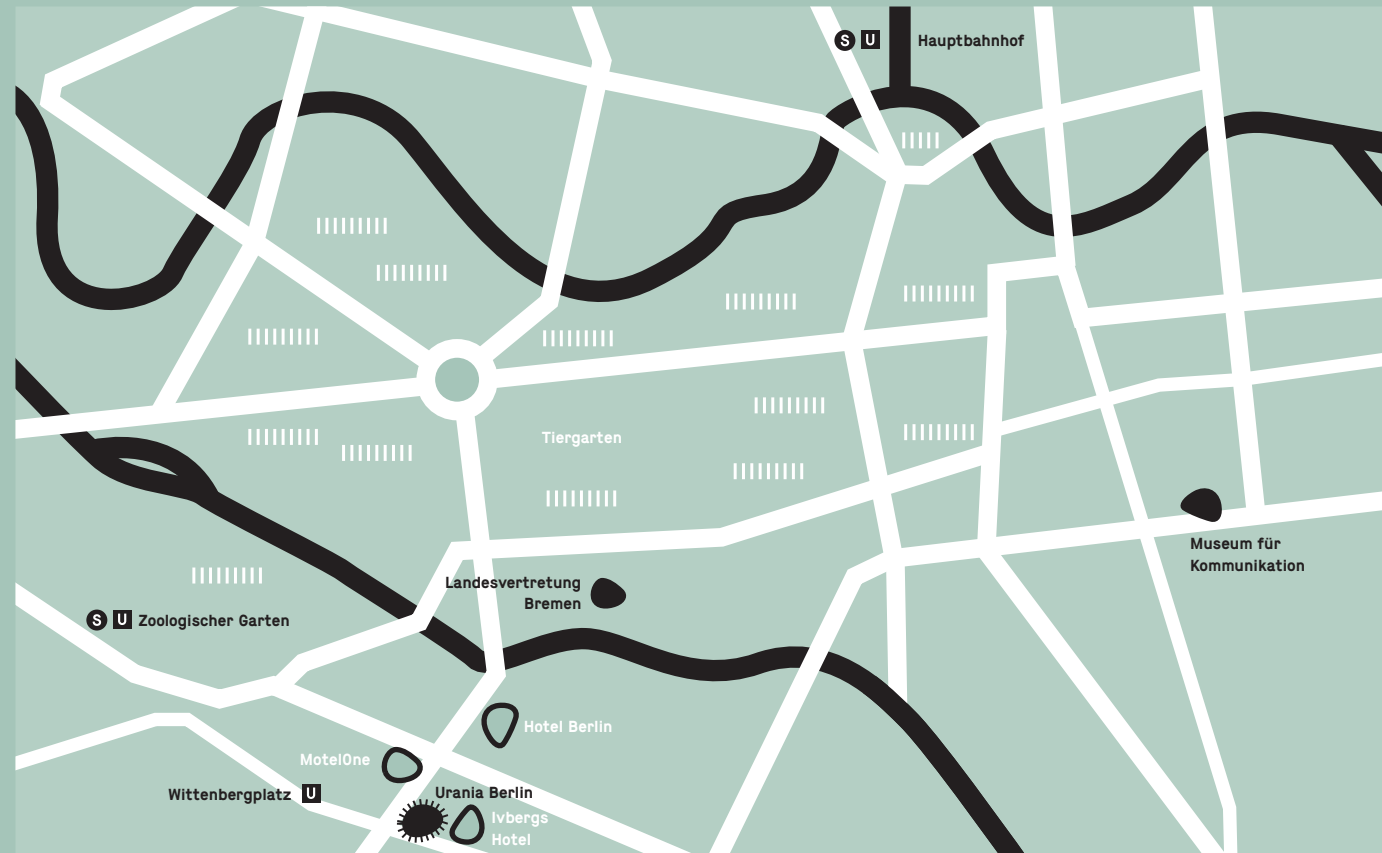 S U Hauptbahnhof
Tiergarten
Museum für
Kommunikation
Landesvertretung
Bremen
S U Zoologischer Garten
Hotel Berlin
MotelOne
Wittenbergplatz U
Urania Berlin
Ivbergs
Hotel